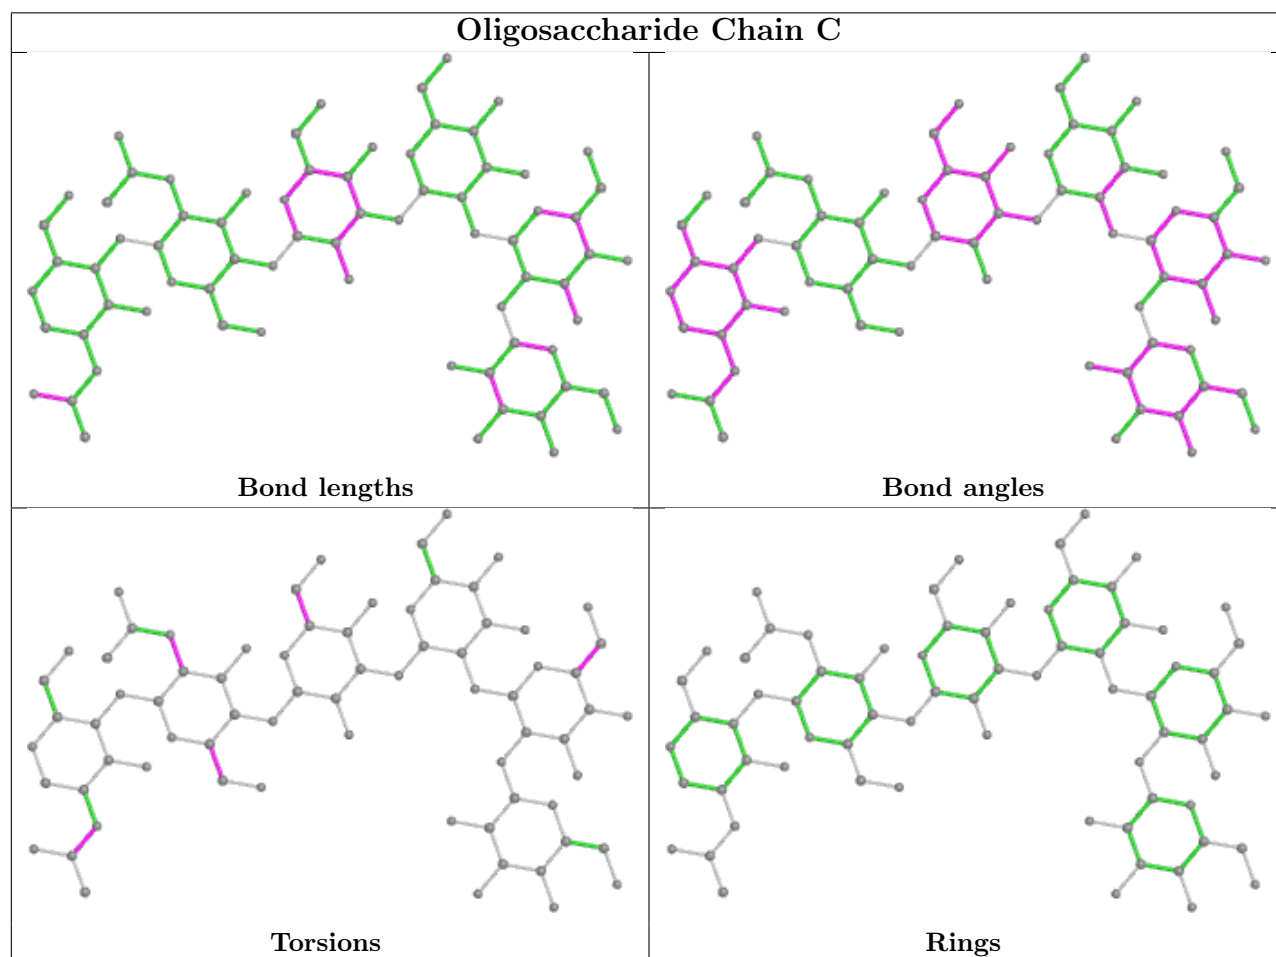 Oligosaccharide Chain C
Bond lengths
Bond angles
Torsions
Rings